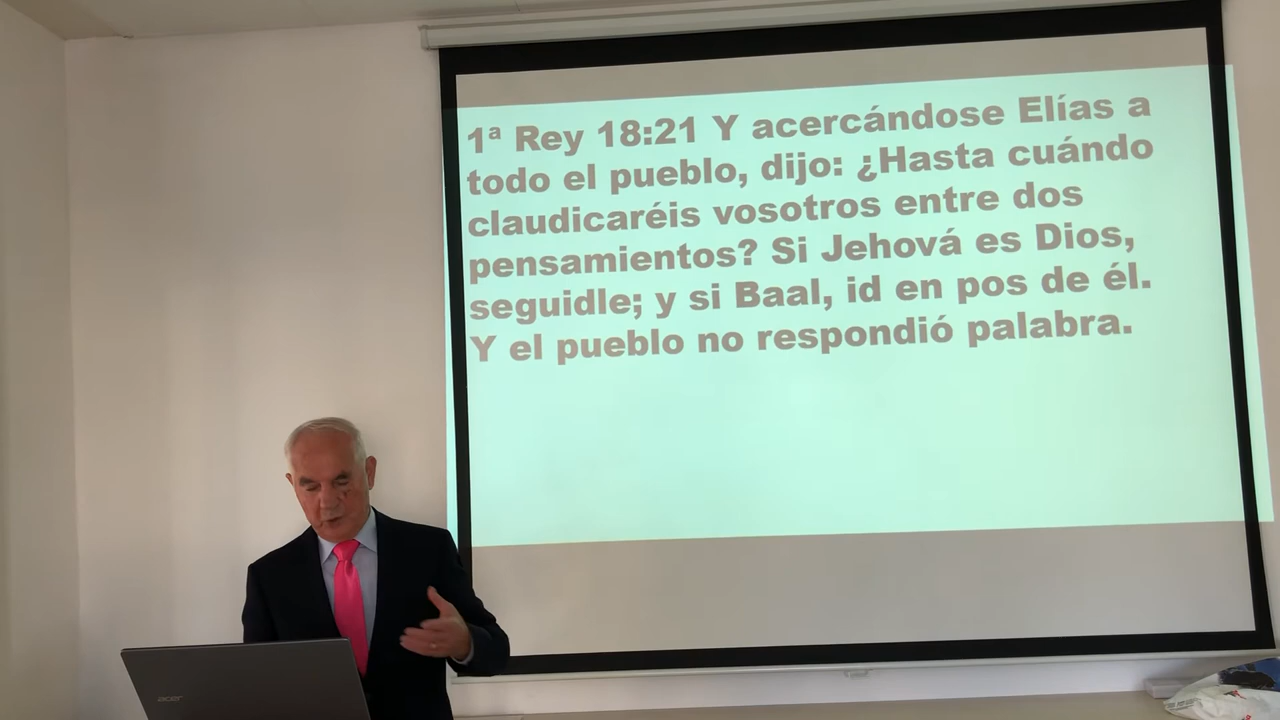 1ª Rey 18:21 Y acercándose Elías a
todo el pueblo, dijo: ¿Hasta cuándo
claudicaréis vosotros entre dos
pensamientos? Si Jehová es Dios,
seguidle; y si Baal, id en pos de él.
Y el pueblo no respondió palabra.
acer